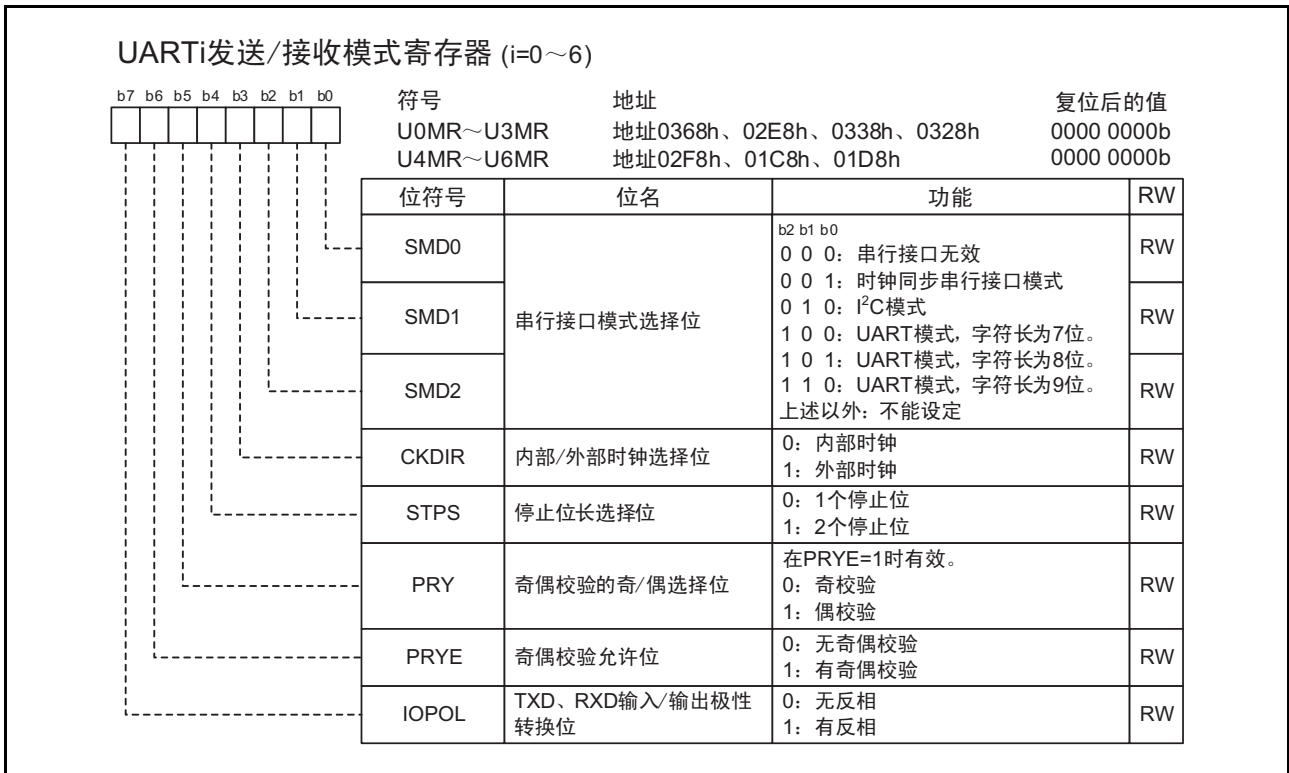 UARTi发送/接收模式寄存器 (i=0～6)
b7 b6 b5 b4 b3 b2 b1 b0
符号 地址 复位后的值
U0MR～U3MR 地址0368h、02E8h、0338h、0328h 0000 0000b
U4MR～U6MR 地址02F8h、01C8h、01D8h 0000 0000b
位符号 位名 功能 RW
SMD0 RW
SMD1 RW
SMD2 RW
串行接口模式选择位
b2 b1 b0
0 0 0：串行接口无效
0 0 1：时钟同步串行接口模式
0 1 0：I²C模式
1 0 0：UART模式，字符长为7位。
1 0 1：UART模式，字符长为8位。
1 1 0：UART模式，字符长为9位。
上述以外：不能设定
CKDIR 内部/外部时钟选择位 RW
0：内部时钟
1：外部时钟
STPS 停止位长选择位 RW
0：1个停止位
1：2个停止位
PRY 奇偶校验的奇/偶选择位 RW
在PRYE=1时有效。
0：奇校验
1：偶校验
PRYE 奇偶校验允许位 RW
0：无奇偶校验
1：有奇偶校验
IOPOL RW
TXD、RXD输入/输出极性
转换位
0：无反相
1：有反相